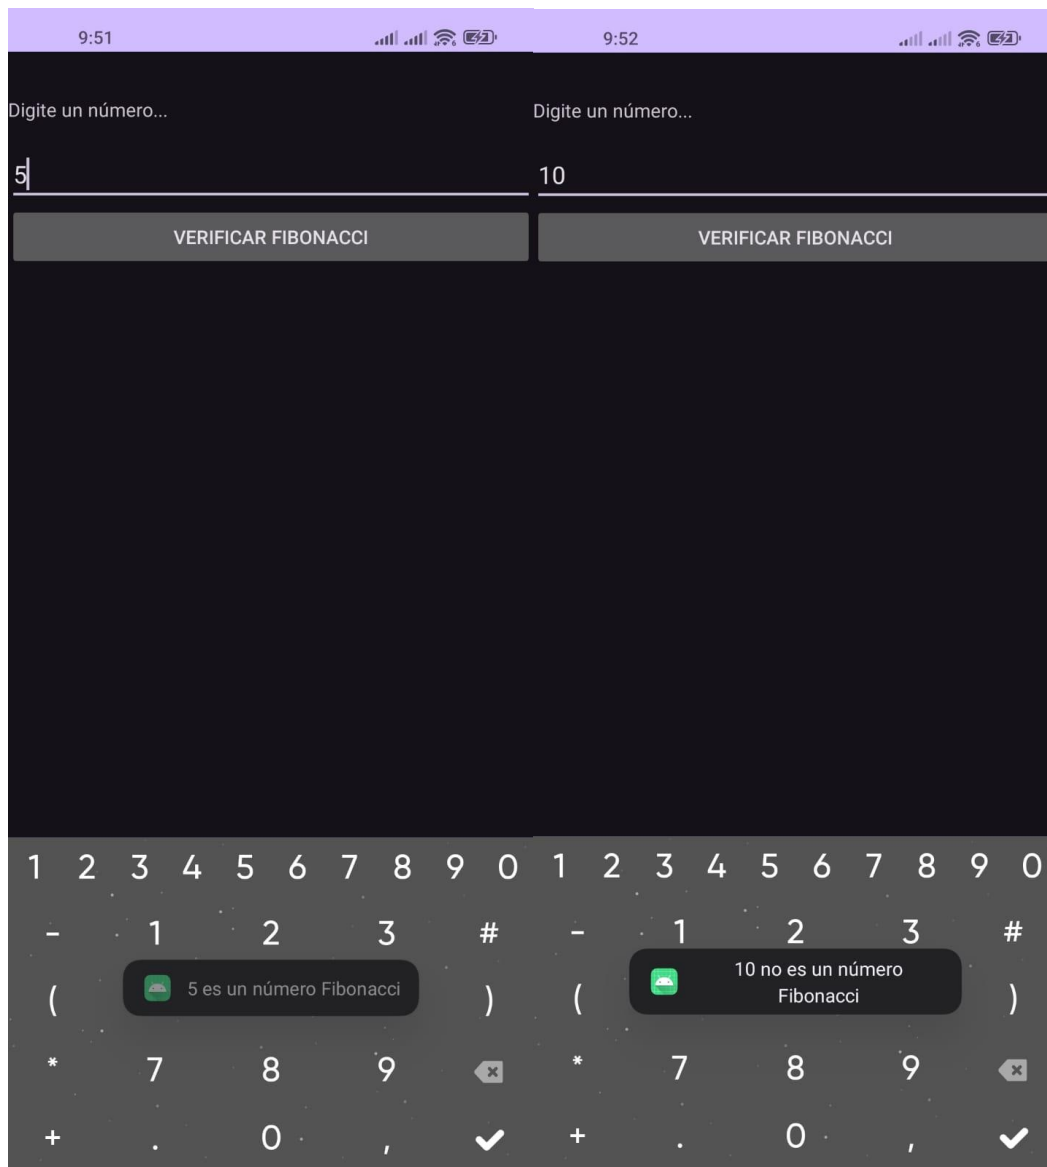 9:51
Digite un número...
5
VERIFICAR FIBONACCI
1 2 3 4 5 6 7 8 9 0
- 1 2 3 #
5 es un número Fibonacci
( )
* 7 8 9
+ . 0 ,
9:52
Digite un número...
10
VERIFICAR FIBONACCI
1 2 3 4 5 6 7 8 9 0
- 1 2 3 #
10 no es un número
Fibonacci
( )
* 7 8 9
+ . 0 ,